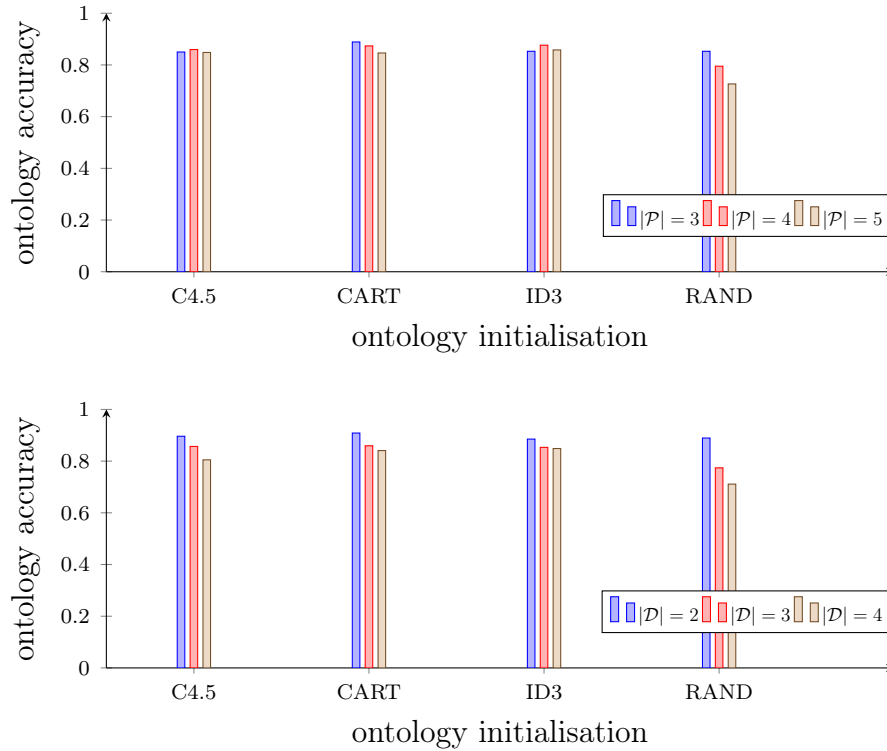 1
0.8
0.6
0.4
0.2
0
ontology accuracy
|𝒫| = 3 |𝒫| = 4 |𝒫| = 5
C4.5 CART ID3 RAND
ontology initialisation
1
0.8
0.6
0.4
0.2
0
ontology accuracy
|𝒟| = 2 |𝒟| = 3 |𝒟| = 4
C4.5 CART ID3 RAND
ontology initialisation